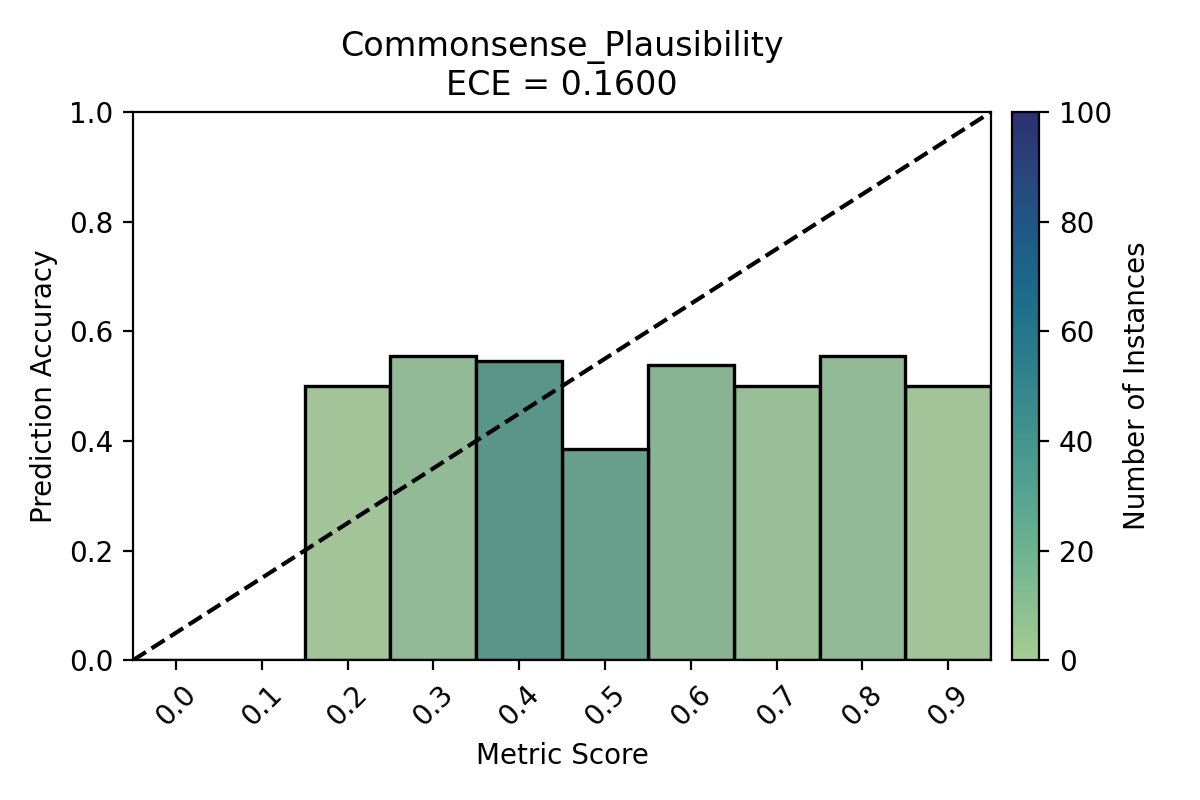 Commonsense_Plausibility
ECE = 0.1600
1.0
0.8
0.6
0.4
0.2
0.0
Prediction Accuracy
0.0 0.1 0.2 0.3 0.4 0.5 0.6 0.7 0.8 0.9
Metric Score
100
80
60
40
20
0
Number of Instances